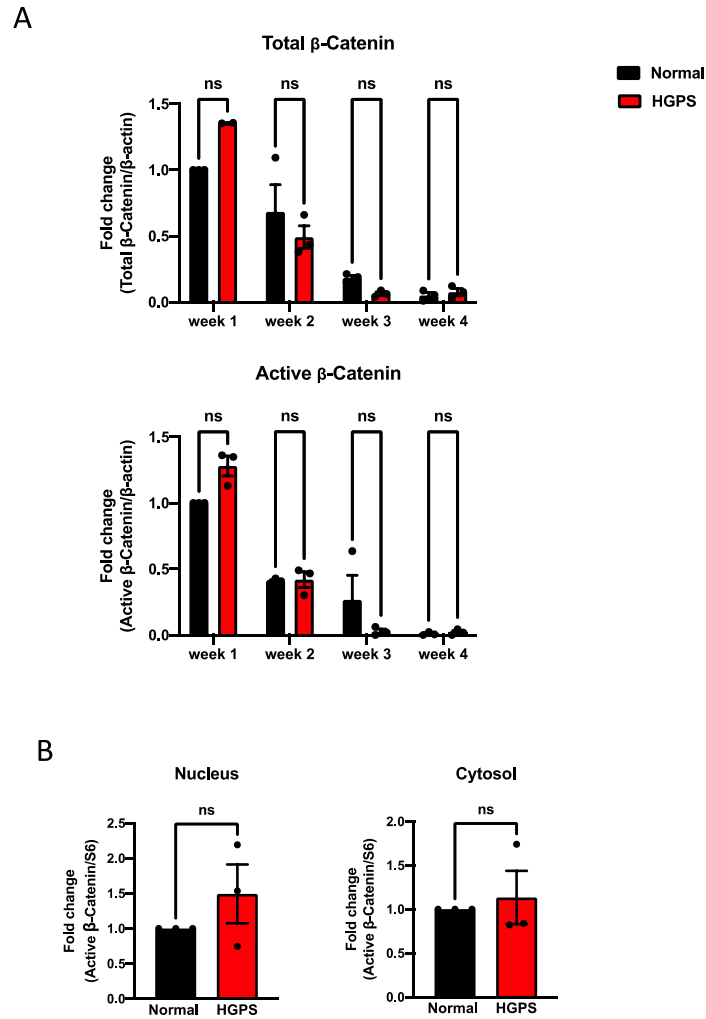 A
Total β-Catenin
Normal
HGPS
ns ns ns ns
Fold change
(Total β-Catenin/β-actin)
1.5
1.0
0.5
0.0
week 1 week 2 week 3 week 4
Active β-Catenin
ns ns ns ns
Fold change
(Active β-Catenin/β-actin)
1.5
1.0
0.5
0.0
week 1 week 2 week 3 week 4
B
Nucleus
ns
Fold change
(Active β-Catenin/S6)
2.5
2.0
1.5
1.0
0.5
0.0
Normal HGPS
Cytosol
ns
Fold change
(Active β-Catenin/S6)
2.0
1.5
1.0
0.5
0.0
Normal HGPS